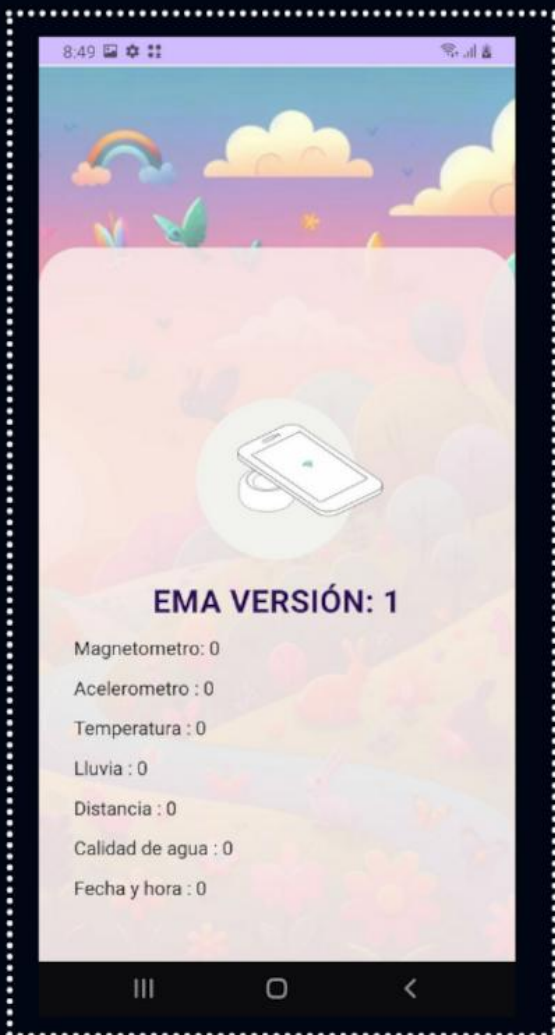 8:49
EMA VERSIÓN: 1
Magnetometro: 0
Acelerometro : 0
Temperatura : 0
Lluvia : 0
Distancia : 0
Calidad de agua : 0
Fecha y hora : 0